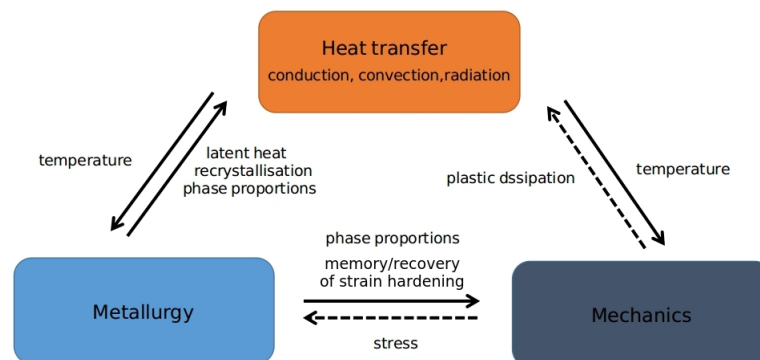 Heat transfer
conduction, convection,radiation
temperature
latent heat
recrystallisation
phase proportions
plastic dssipation
temperature
phase proportions
memory/recovery
of strain hardening
Metallurgy
Mechanics
stress